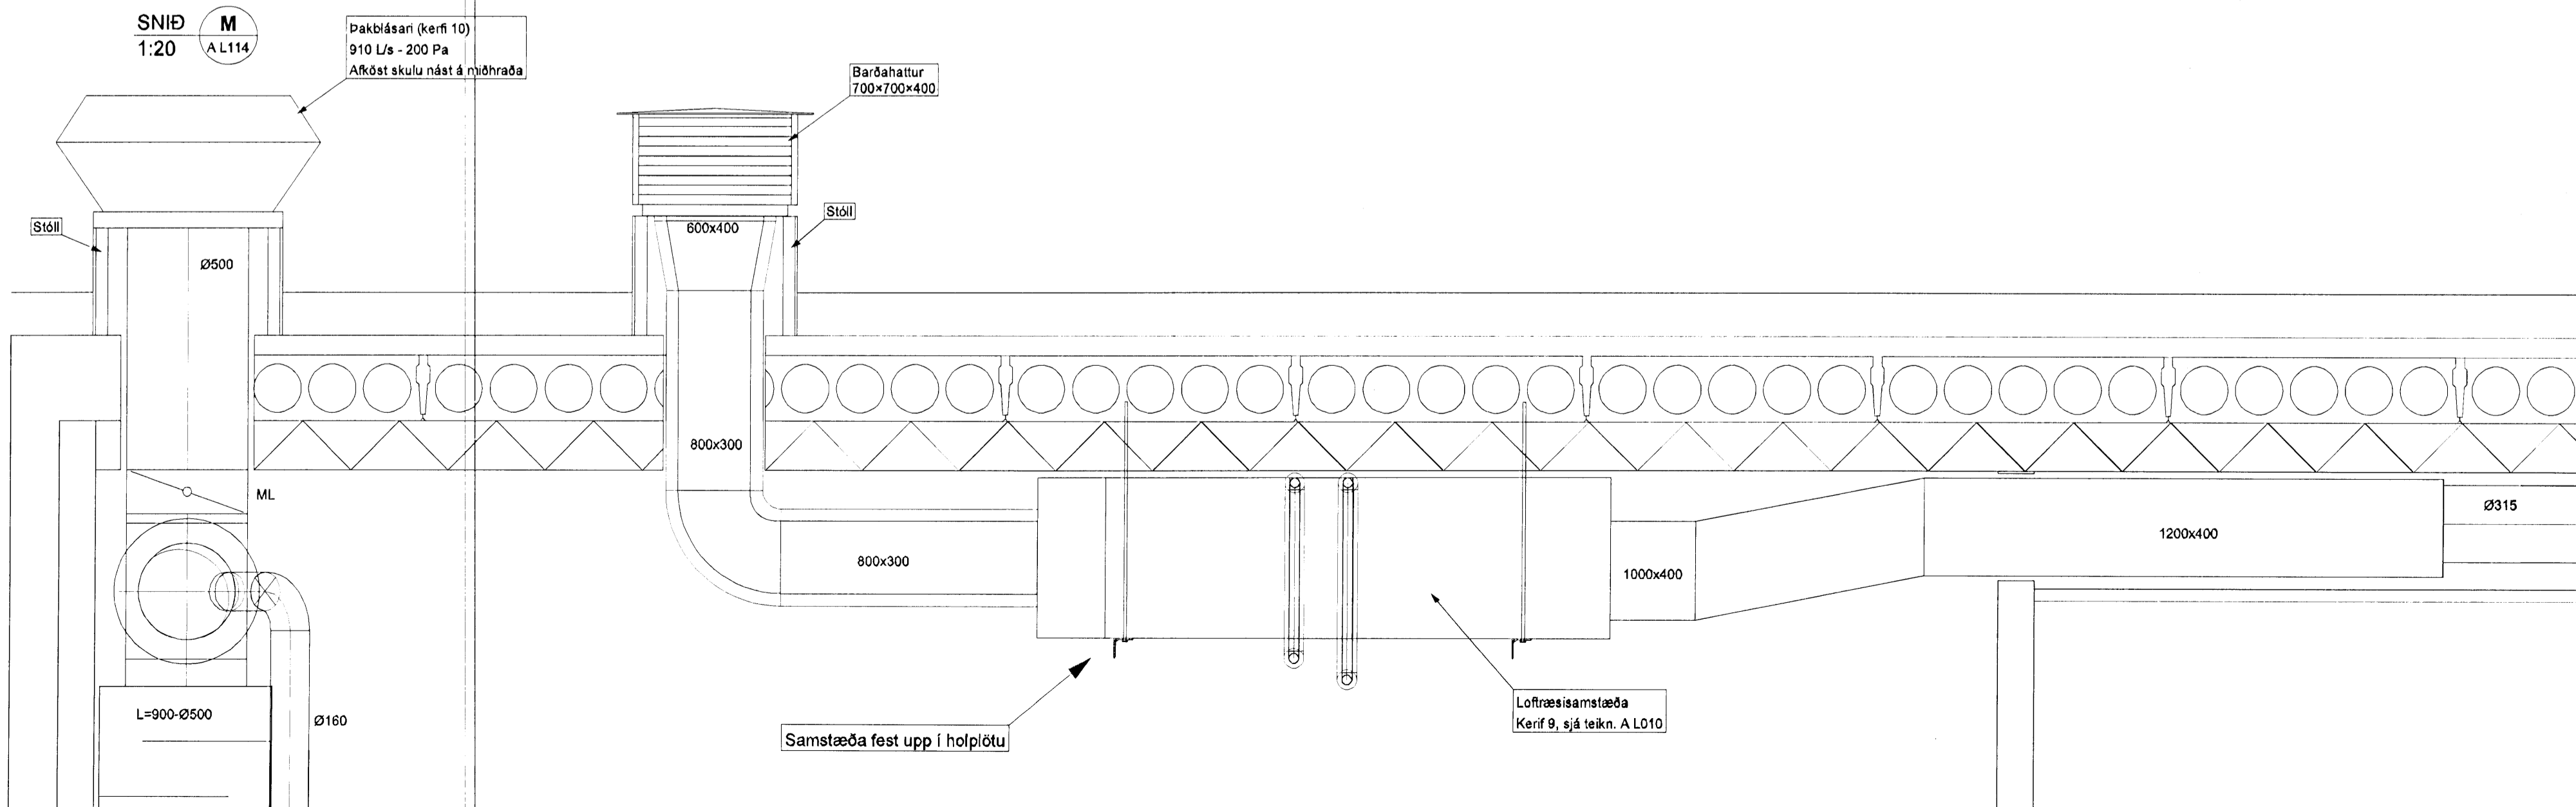 SNIÐ
1:20
M
A L114
Þakblásari (kerfi 10)
910 L/s - 200 Pa
Afköst skulu nást á miðhraða
Barðahattur
700×700×400
Stóll
Stóll
600x400
Ø500
800x300
ML
800x300
1000x400
1200x400
Ø315
L=900-Ø500
Ø160
Samstæða fest upp í holplötu
Loftræsisamstæða
Kerif 9, sjá teikn. A L010